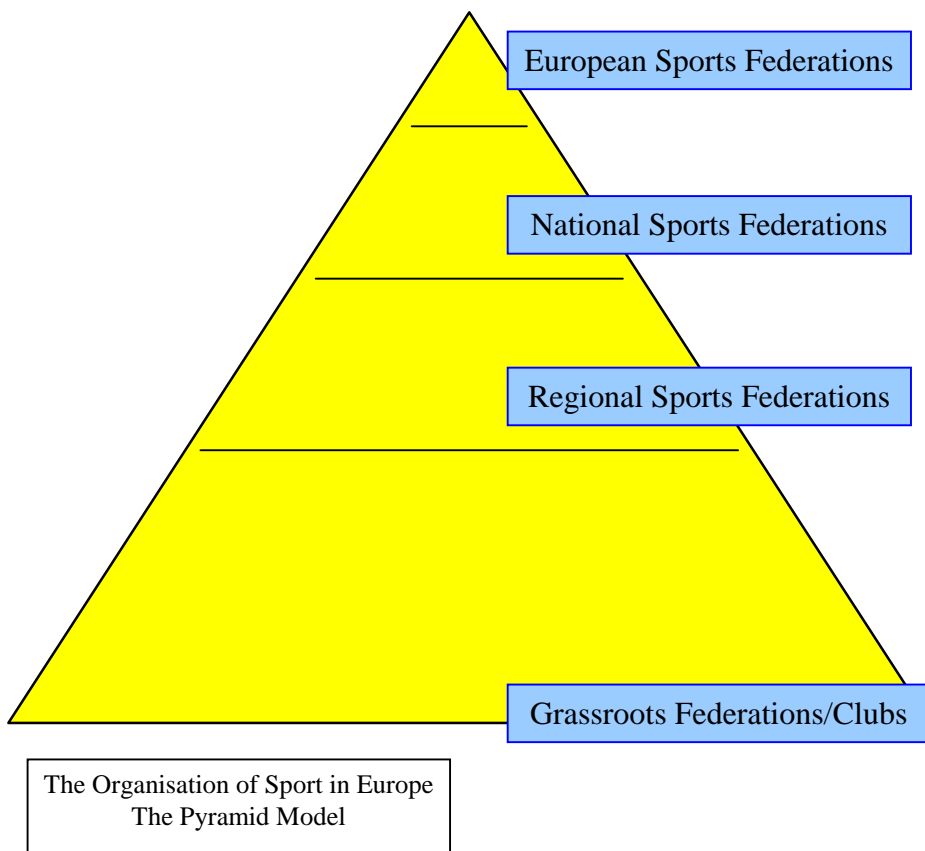 European Sports Federations
National Sports Federations
Regional Sports Federations
Grassroots Federations/Clubs
The Organisation of Sport in Europe
The Pyramid Model